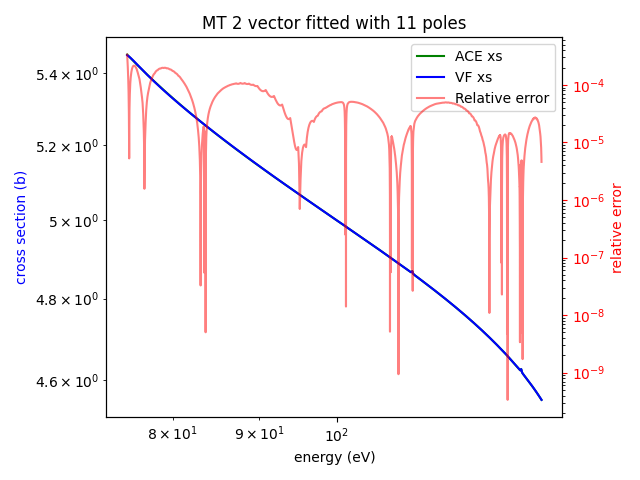 MT 2 vector fitted with 11 poles
ACE xs
VF xs
Relative error
5.4 × 10⁰
5.2 × 10⁰
5 × 10⁰
4.8 × 10⁰
4.6 × 10⁰
cross section (b)
10⁻⁴
10⁻⁵
10⁻⁶
10⁻⁷
10⁻⁸
10⁻⁹
relative error
8 × 10¹
9 × 10¹
10²
energy (eV)